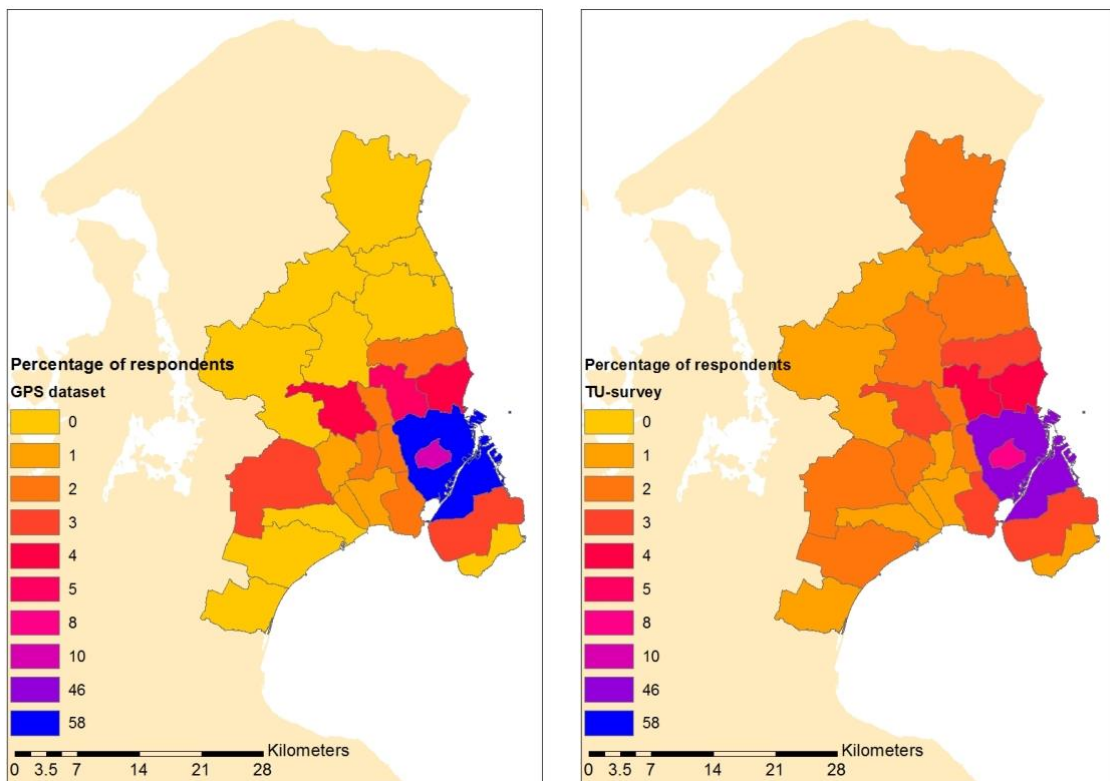 Percentage of respondents
GPS dataset
0
1
2
3
4
5
8
10
46
58
Kilometers
0 3.5 7 14 21 28
Percentage of respondents
TU-survey
0
1
2
3
4
5
8
10
46
58
Kilometers
0 3.5 7 14 21 28